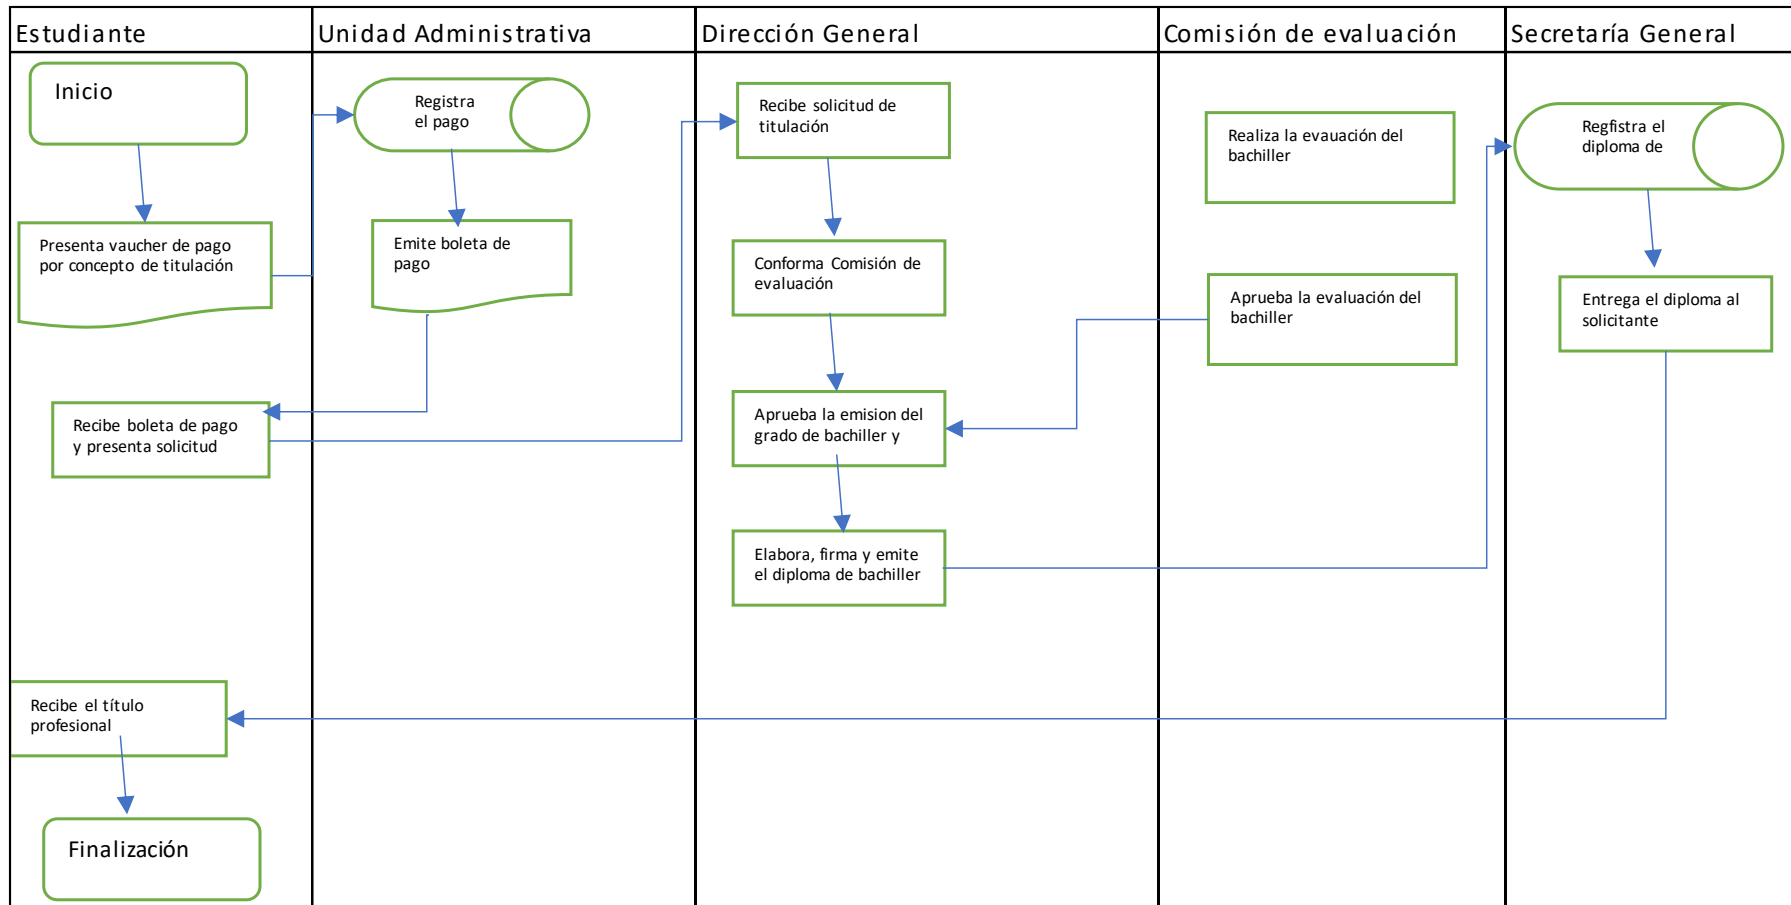 Estudiante
Unidad Administrativa
Dirección General
Comisión de evaluación
Secretaría General
Inicio
Presenta vaucher de pago
por concepto de titulación
Recibe boleta de pago
y presenta solicitud
Recibe el título
profesional
Finalización
Registra
el pago
Emite boleta de
pago
Recibe solicitud de
titulación
Conforma Comisión de
evaluación
Aprueba la emision del
grado de bachiller y
Elabora, firma y emite
el diploma de bachiller
Realiza la evauación del
bachiller
Aprueba la evaluación del
bachiller
Regfistra el
diploma de
Entrega el diploma al
solicitante